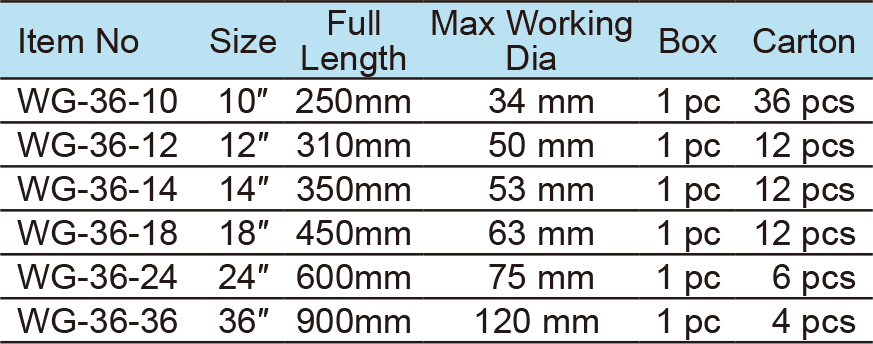 Item No Size Full Length Max Working Dia Box Carton
WG-36-10 10″ 250mm 34 mm 1 pc 36 pcs
WG-36-12 12″ 310mm 50 mm 1 pc 12 pcs
WG-36-14 14″ 350mm 53 mm 1 pc 12 pcs
WG-36-18 18″ 450mm 63 mm 1 pc 12 pcs
WG-36-24 24″ 600mm 75 mm 1 pc 6 pcs
WG-36-36 36″ 900mm 120 mm 1 pc 4 pcs